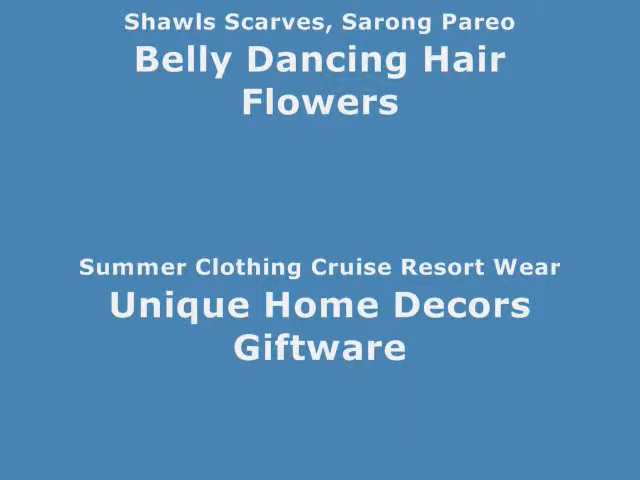 Shawls Scarves, Sarong Pareo
Belly Dancing Hair
Flowers
Summer Clothing Cruise Resort Wear
Unique Home Decors
Giftware